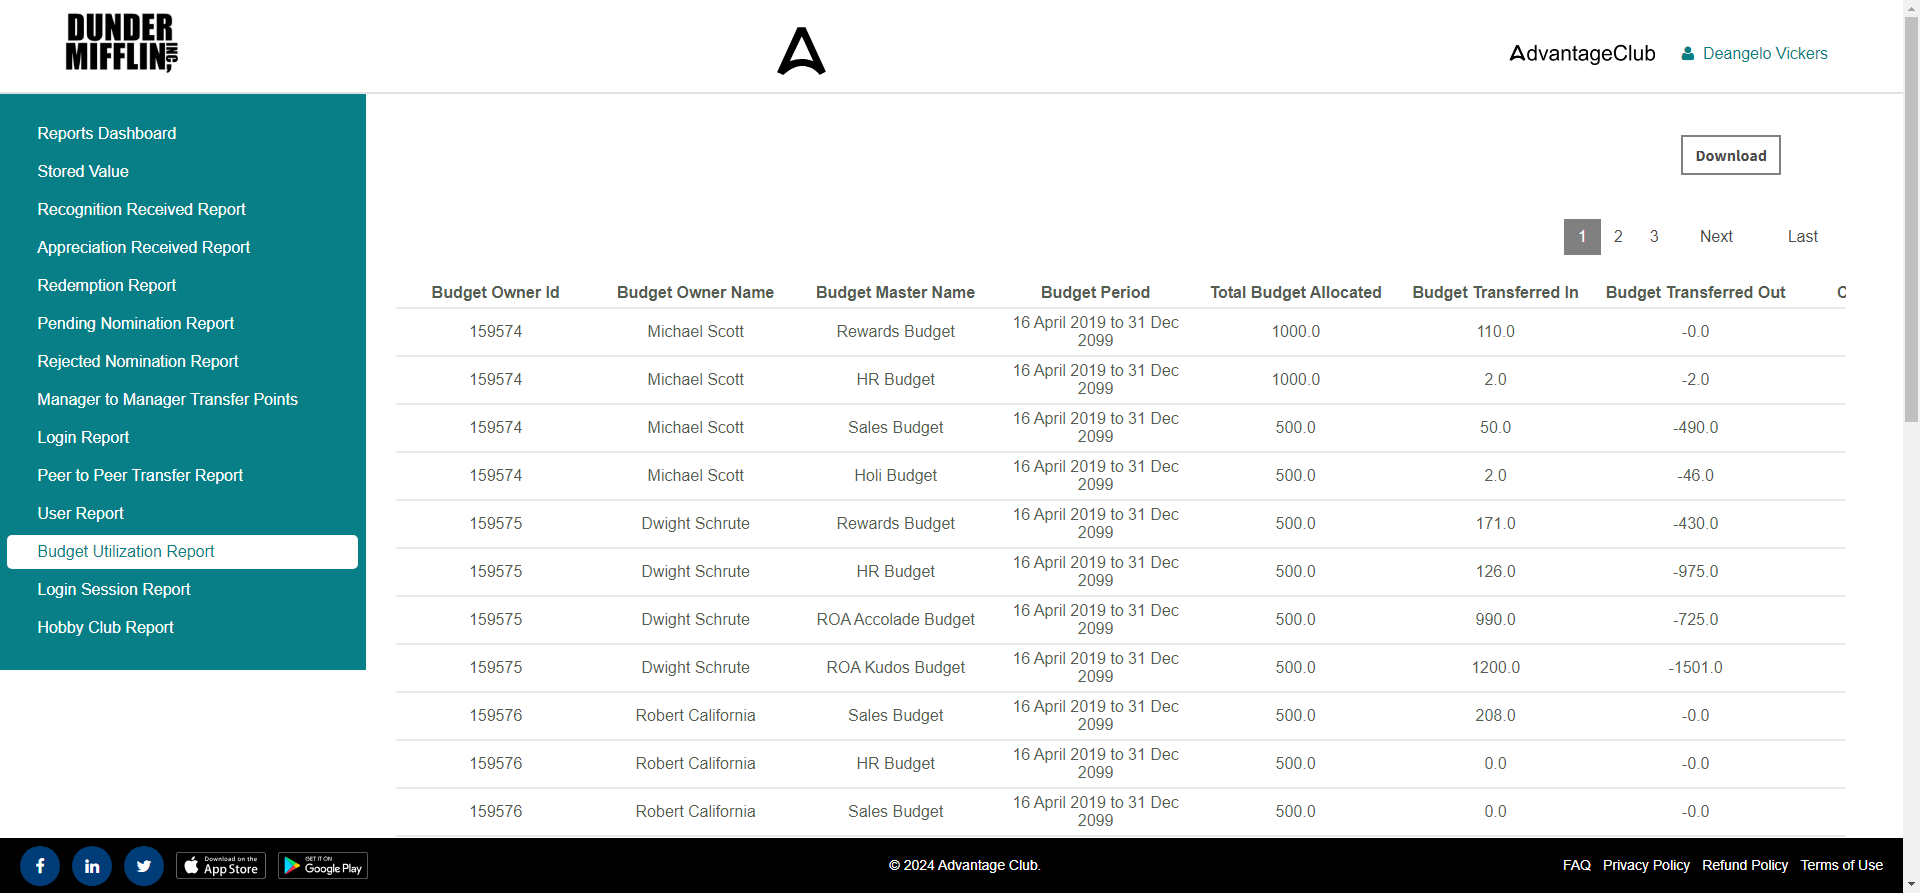 DUNDER
MIFFLIN, INC
AdvantageClub
Deangelo Vickers
Reports Dashboard
Stored Value
Recognition Received Report
Appreciation Received Report
Redemption Report
Pending Nomination Report
Rejected Nomination Report
Manager to Manager Transfer Points
Login Report
Peer to Peer Transfer Report
User Report
Budget Utilization Report
Login Session Report
Hobby Club Report
Download
1 2 3 Next Last
Budget Owner Id Budget Owner Name Budget Master Name Budget Period Total Budget Allocated Budget Transferred In Budget Transferred Out
159574 Michael Scott Rewards Budget 16 April 2019 to 31 Dec 2099 1000.0 110.0 -0.0
159574 Michael Scott HR Budget 16 April 2019 to 31 Dec 2099 1000.0 2.0 -2.0
159574 Michael Scott Sales Budget 16 April 2019 to 31 Dec 2099 500.0 50.0 -490.0
159574 Michael Scott Holi Budget 16 April 2019 to 31 Dec 2099 500.0 2.0 -46.0
159575 Dwight Schrute Rewards Budget 16 April 2019 to 31 Dec 2099 500.0 171.0 -430.0
159575 Dwight Schrute HR Budget 16 April 2019 to 31 Dec 2099 500.0 126.0 -975.0
159575 Dwight Schrute ROA Accolade Budget 16 April 2019 to 31 Dec 2099 500.0 990.0 -725.0
159575 Dwight Schrute ROA Kudos Budget 16 April 2019 to 31 Dec 2099 500.0 1200.0 -1501.0
159576 Robert California Sales Budget 16 April 2019 to 31 Dec 2099 500.0 208.0 -0.0
159576 Robert California HR Budget 16 April 2019 to 31 Dec 2099 500.0 0.0 -0.0
159576 Robert California Sales Budget 16 April 2019 to 31 Dec 2099 500.0 0.0 -0.0
Download on the
App Store
GET IT ON
Google Play
© 2024 Advantage Club.
FAQ Privacy Policy Refund Policy Terms of Use